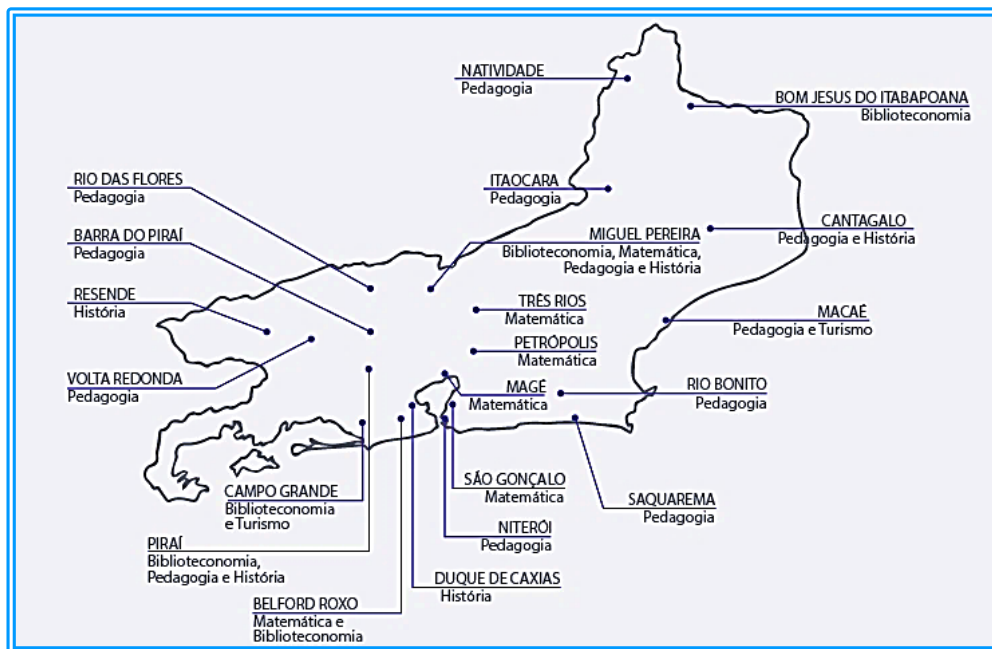 NATIVIDADE
Pedagogia
BOM JESUS DO ITABAPOANA
Biblioteconomia
RIO DAS FLORES
Pedagogia
ITAOCARA
Pedagogia
BARRA DO PIRAÍ
Pedagogia
MIGUEL PEREIRA
Biblioteconomia, Matemática,
Pedagogia e História
CANTAGALO
Pedagogia e História
RESENDE
História
TRÊS RIOS
Matemática
MACAÉ
Pedagogia e Turismo
PETRÓPOLIS
Matemática
VOLTA REDONDA
Pedagogia
MAGÉ
Matemática
RIO BONITO
Pedagogia
CAMPO GRANDE
Biblioteconomia
e Turismo
SÃO GONÇALO
Matemática
SAQUAREMA
Pedagogia
PIRAÍ
Biblioteconomia,
Pedagogia e História
NITERÓI
Pedagogia
DUQUE DE CAXIAS
História
BELFORD ROXO
Matemática e
Biblioteconomia